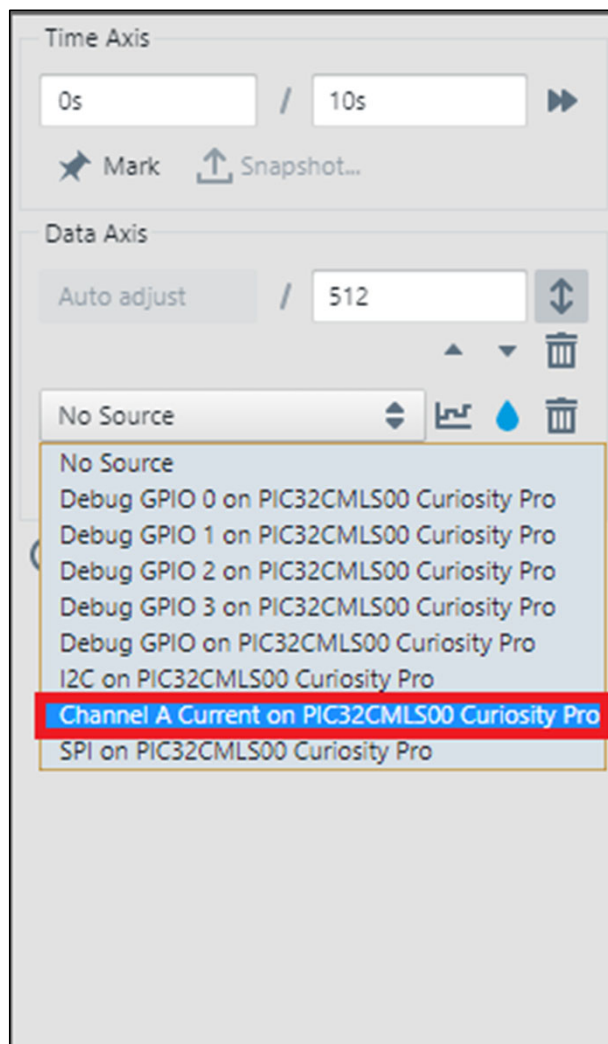 Time Axis
0s / 10s
Mark Snapshot...
Data Axis
Auto adjust / 512
No Source
No Source
Debug GPIO 0 on PIC32CMLS00 Curiosity Pro
Debug GPIO 1 on PIC32CMLS00 Curiosity Pro
Debug GPIO 2 on PIC32CMLS00 Curiosity Pro
Debug GPIO 3 on PIC32CMLS00 Curiosity Pro
Debug GPIO on PIC32CMLS00 Curiosity Pro
I2C on PIC32CMLS00 Curiosity Pro
Channel A Current on PIC32CMLS00 Curiosity Pro
SPI on PIC32CMLS00 Curiosity Pro